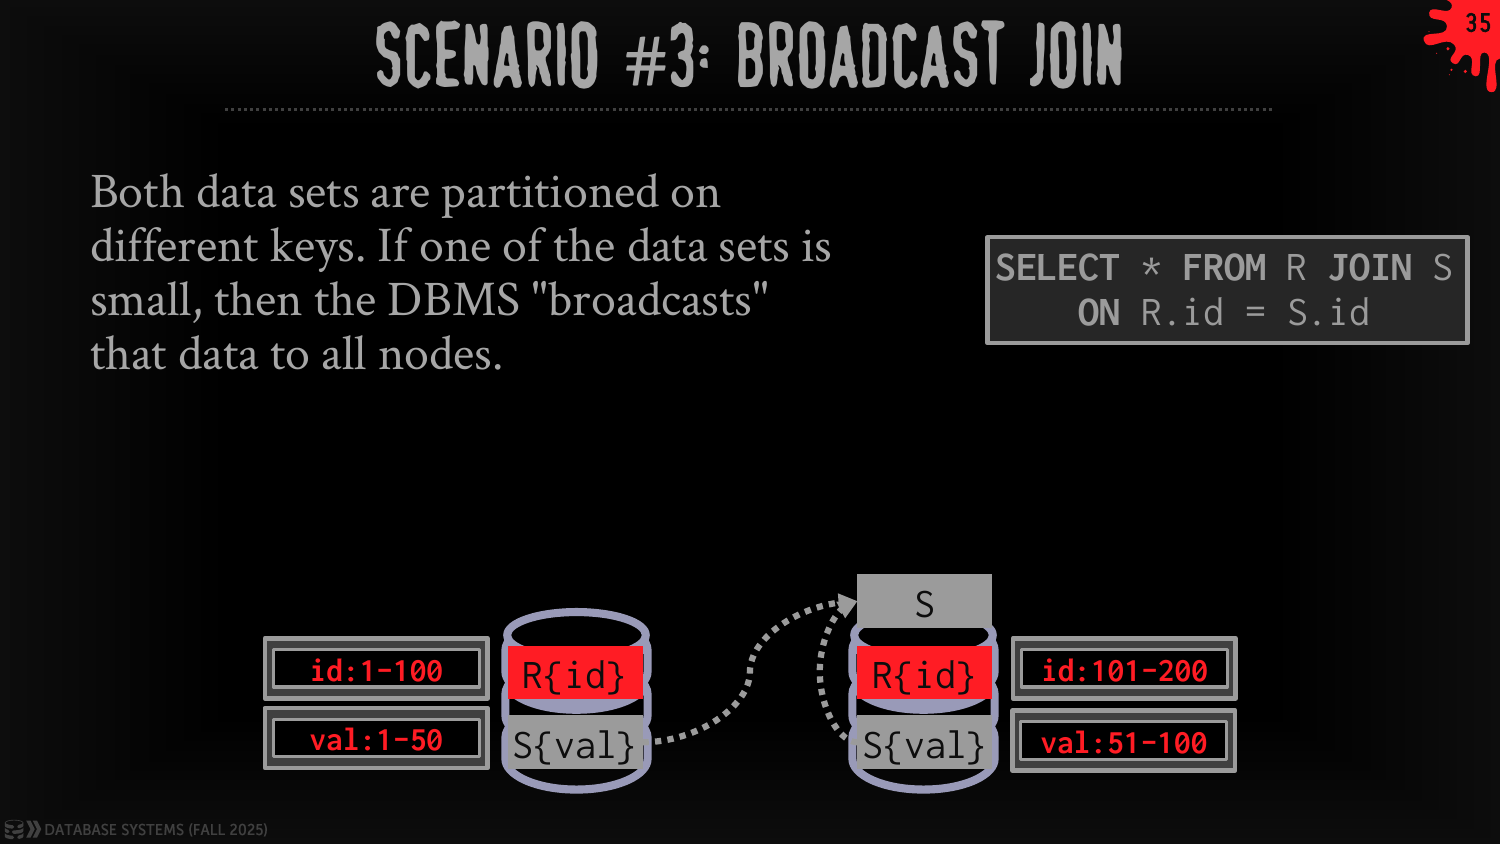 SCENARIO #3: BROADCAST JOIN
35
Both data sets are partitioned on
different keys. If one of the data sets is
small, then the DBMS "broadcasts"
that data to all nodes.
SELECT * FROM R JOIN S
ON R.id = S.id
S
id:1-100
R{id}
R{id}
id:101-200
val:1-50
S{val}
S{val}
val:51-100
DATABASE SYSTEMS (FALL 2025)